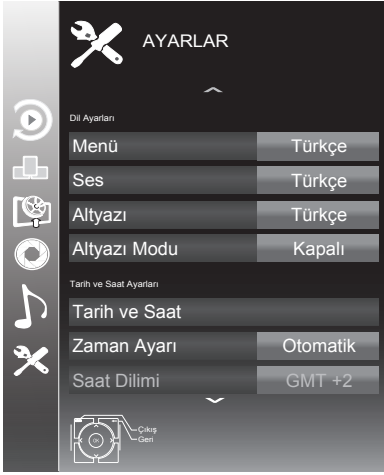 AYARLAR
Dil Ayarları
Menü Türkçe
Ses Türkçe
Altyazı Türkçe
Altyazı Modu Kapalı
Tarih ve Saat Ayarları
Tarih ve Saat
Zaman Ayarı Otomatik
Saat Dilimi GMT +2
Çıkış
OK Geri